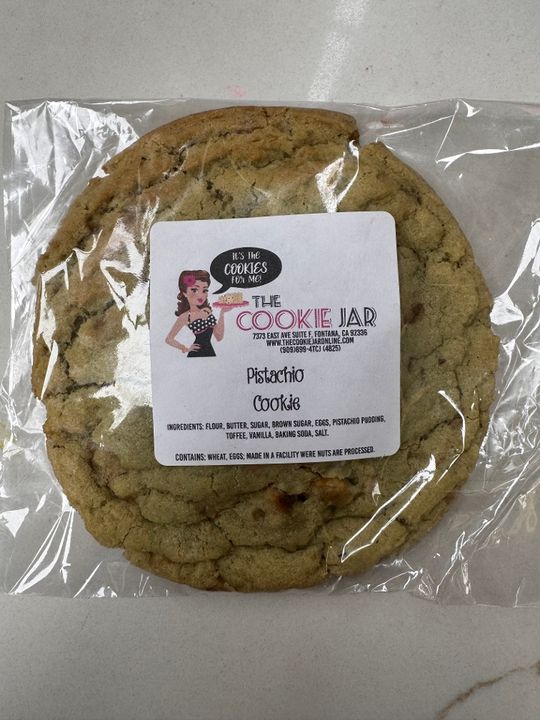 It's the
COOKIES
FOR ME!
THE
COOKIE JAR
7373 EAST AVE SUITE F, FONTANA, CA 92336
WWW.THECOOKIEJARONLINE.COM
(909)699-4TCJ (4825)
Pistachio
Cookie
INGREDIENTS: FLOUR, BUTTER, SUGAR, BROWN SUGAR, EGGS, PISTACHIO PUDDING,
TOFFEE, VANILLA, BAKING SODA, SALT.
CONTAINS: WHEAT, EGGS; MADE IN A FACILITY WERE NUTS ARE PROCESSED.